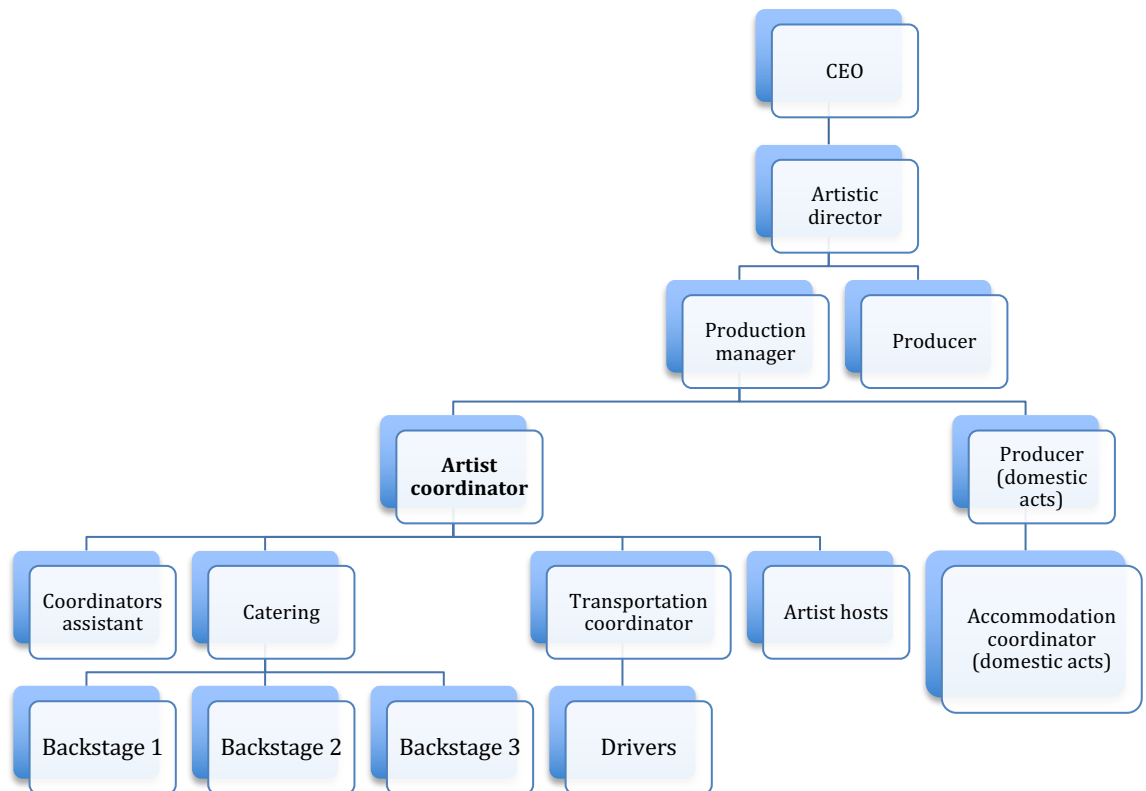 CEO
Artistic
director
Production
manager
Producer
Artist
coordinator
Producer
(domestic
acts)
Coordinators
assistant
Catering
Transportation
coordinator
Artist hosts
Accommodation
coordinator
(domestic acts)
Backstage 1
Backstage 2
Backstage 3
Drivers